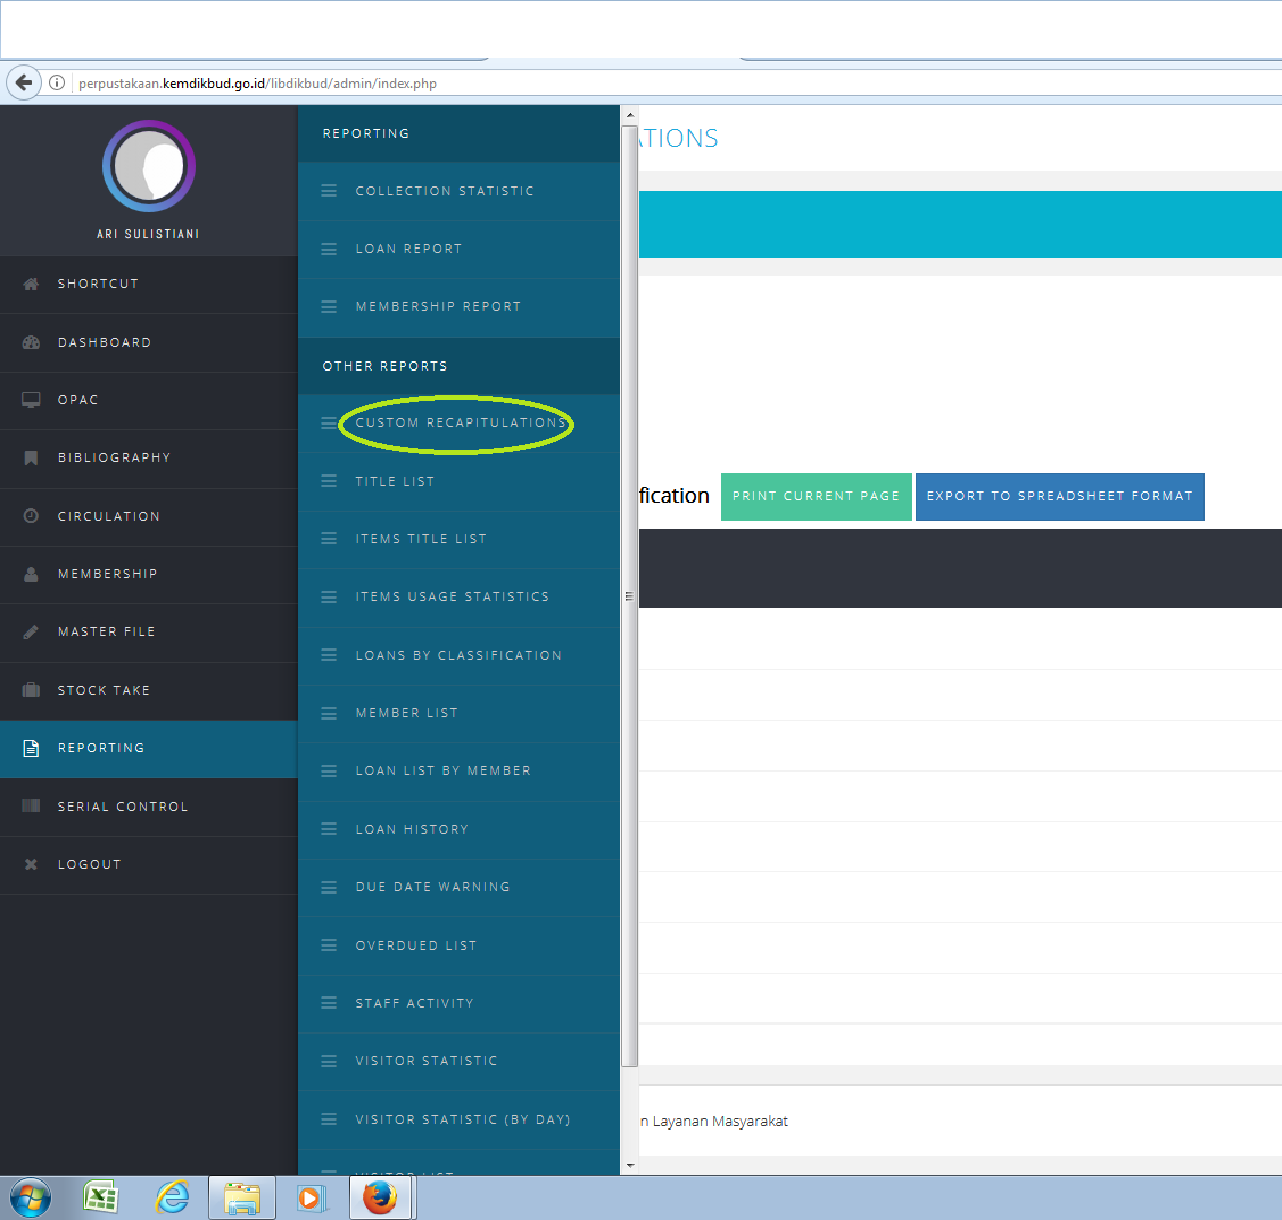 perpustakaan.kemdikbud.go.id/libdikbud/admin/index.php
ARI SULISTIANI
SHORTCUT
DASHBOARD
OPAC
BIBLIOGRAPHY
CIRCULATION
MEMBERSHIP
MASTER FILE
STOCK TAKE
REPORTING
SERIAL CONTROL
LOGOUT
REPORTING
COLLECTION STATISTIC
LOAN REPORT
MEMBERSHIP REPORT
OTHER REPORTS
CUSTOM RECAPITULATIONS
TITLE LIST
ITEMS TITLE LIST
ITEMS USAGE STATISTICS
LOANS BY CLASSIFICATION
MEMBER LIST
LOAN LIST BY MEMBER
LOAN HISTORY
DUE DATE WARNING
OVERDUED LIST
STAFF ACTIVITY
VISITOR STATISTIC
VISITOR STATISTIC (BY DAY)
VISITOR LIST
ATIONS
fication PRINT CURRENT PAGE EXPORT TO SPREADSHEET FORMAT
n Layanan Masyarakat